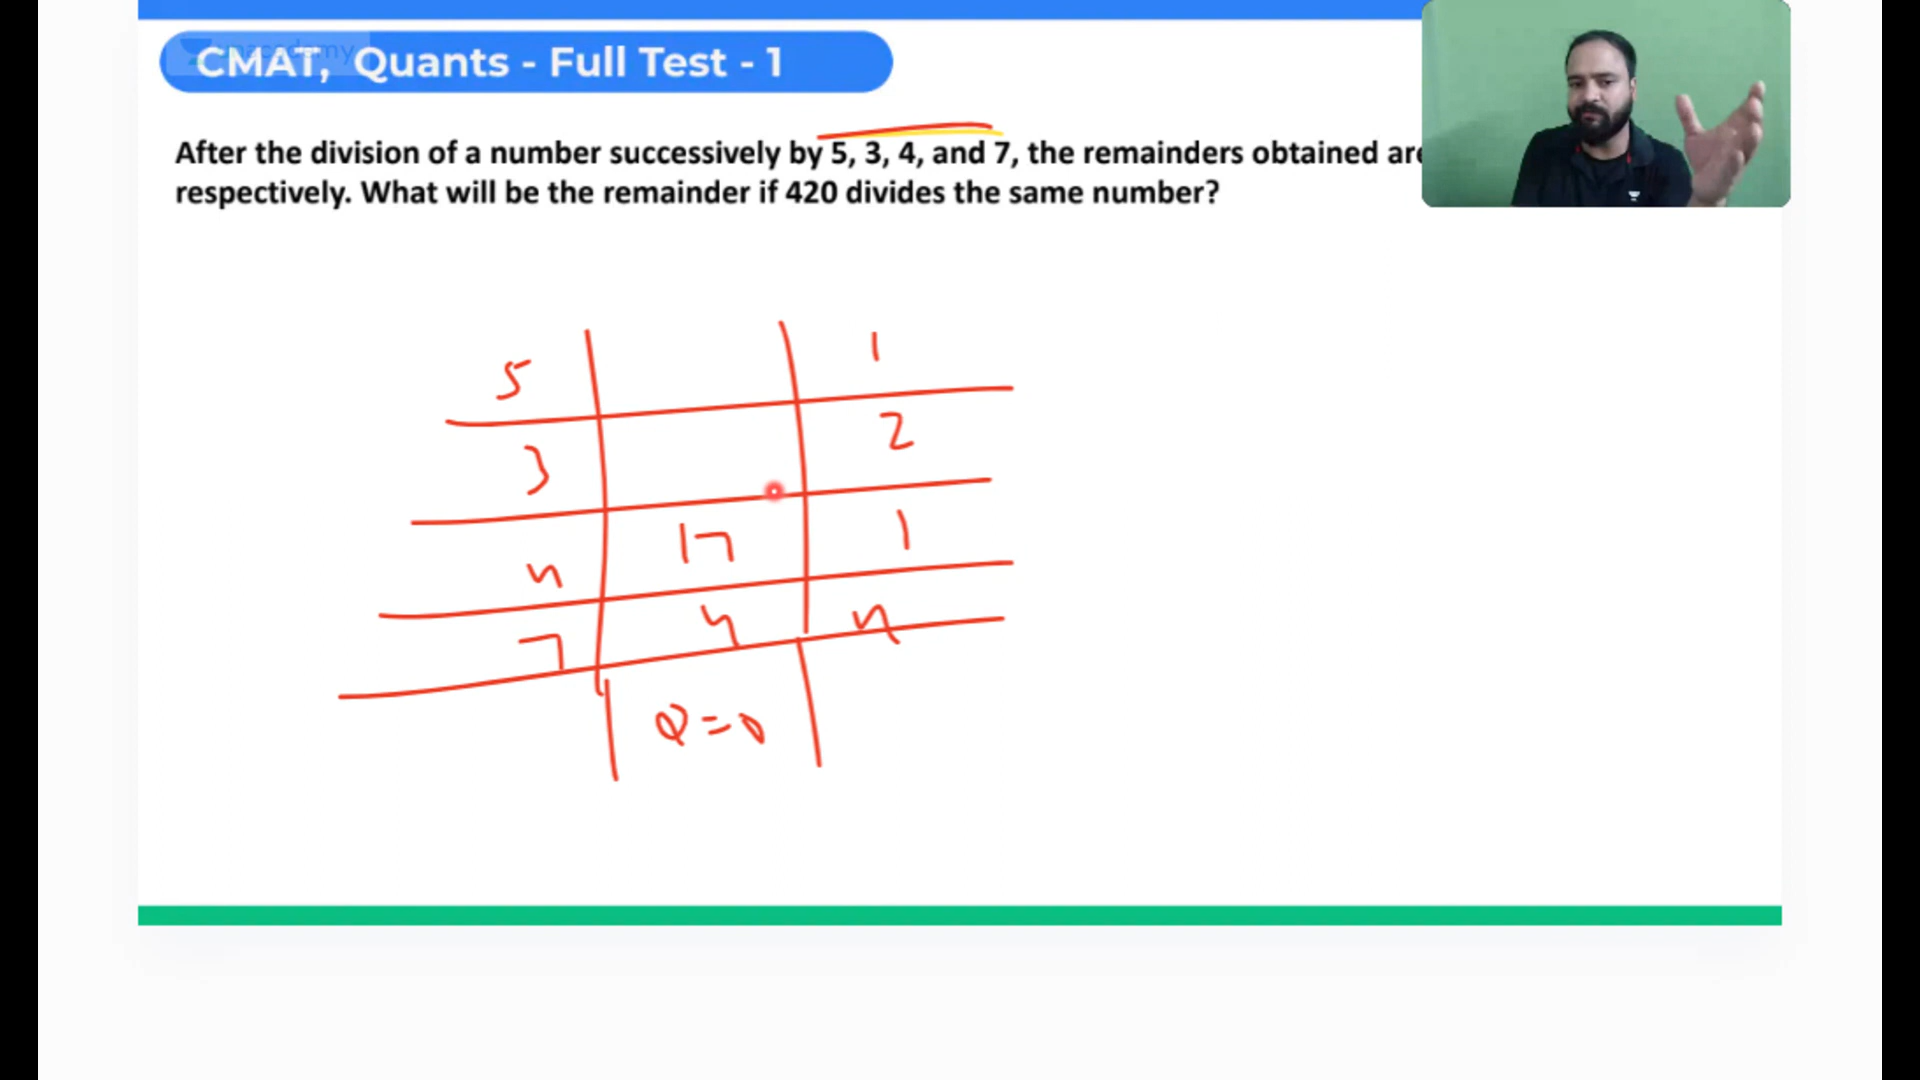 unacademy
CMAT, Quants - Full Test - 1
After the division of a number successively by 5, 3, 4, and 7, the remainders obtained are
respectively. What will be the remainder if 420 divides the same number?
5 1
3 2
4 17 1
7 4 4
Q = 0